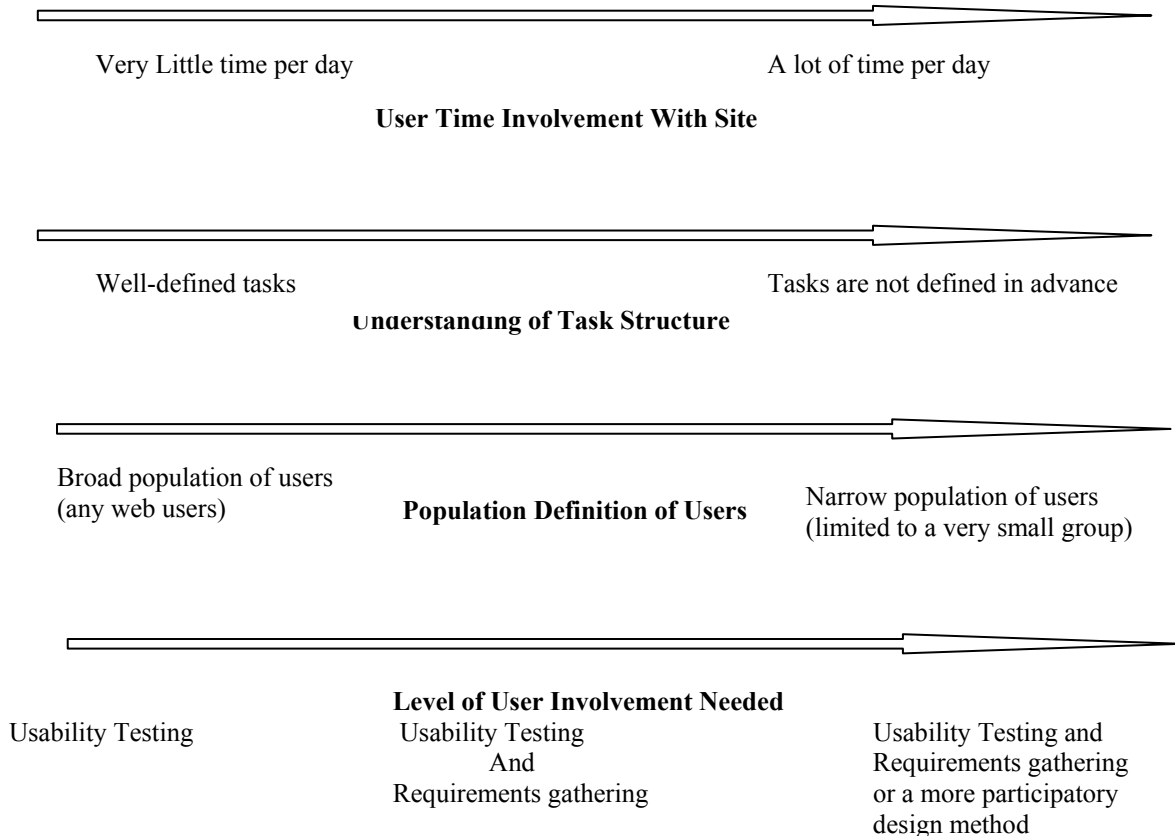 Very Little time per day
A lot of time per day
User Time Involvement With Site
Well-defined tasks
Tasks are not defined in advance
Understanding of Task Structure
Broad population of users
(any web users)
Population Definition of Users
Narrow population of users
(limited to a very small group)
Level of User Involvement Needed
Usability Testing
Usability Testing
And
Requirements gathering
Usability Testing and
Requirements gathering
or a more participatory
design method